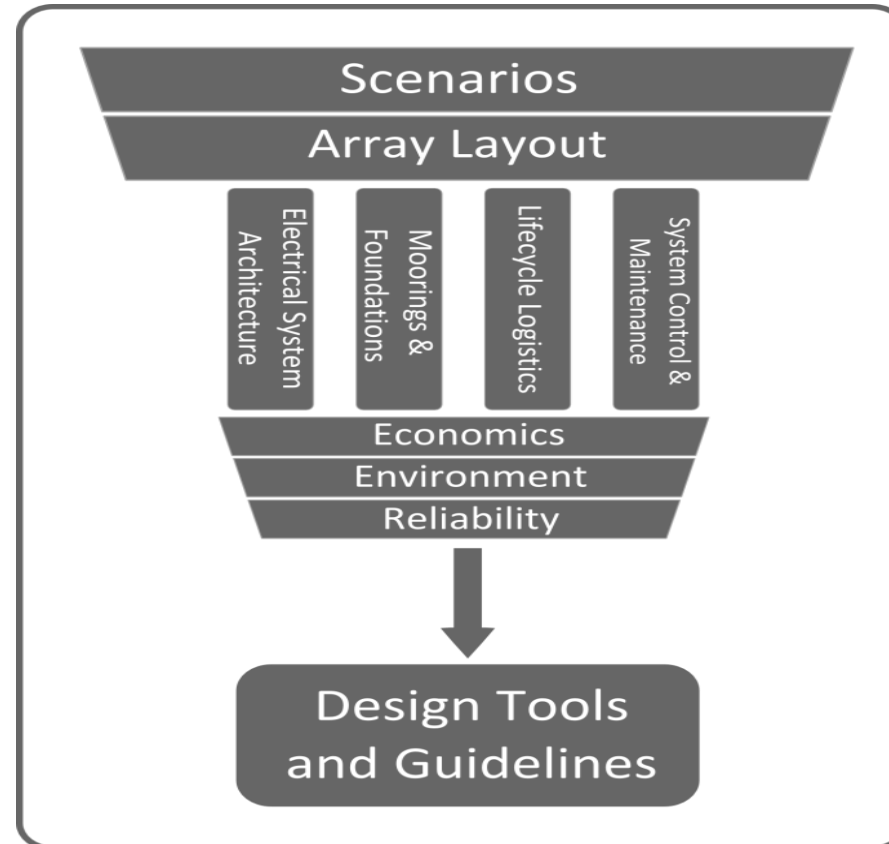 Scenarios
Array Layout
Electrical System
Architecture
Moorings &
Foundations
Lifecycle Logistics
System Control &
Maintenance
Economics
Environment
Reliability
Design Tools
and Guidelines